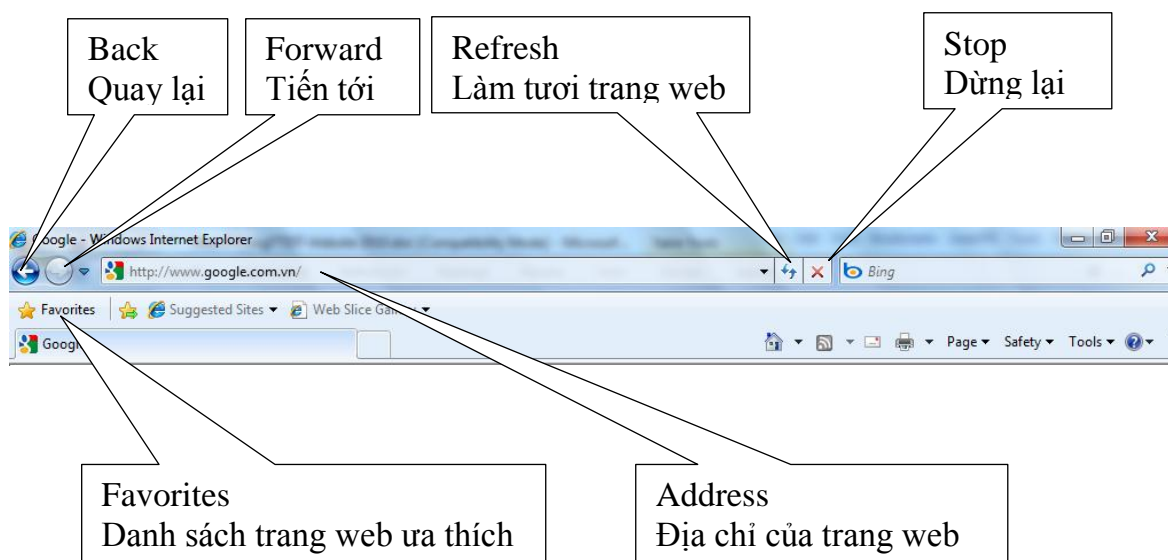 Back
Quay lại
Forward
Tiến tới
Refresh
Làm tươi trang web
Stop
Dừng lại
Google - Windows Internet Explorer
http://www.google.com.vn/
Bing
Favorites
Suggested Sites
Web Slice
Page
Safety
Tools
Favorites
Danh sách trang web ưa thích
Address
Địa chỉ của trang web